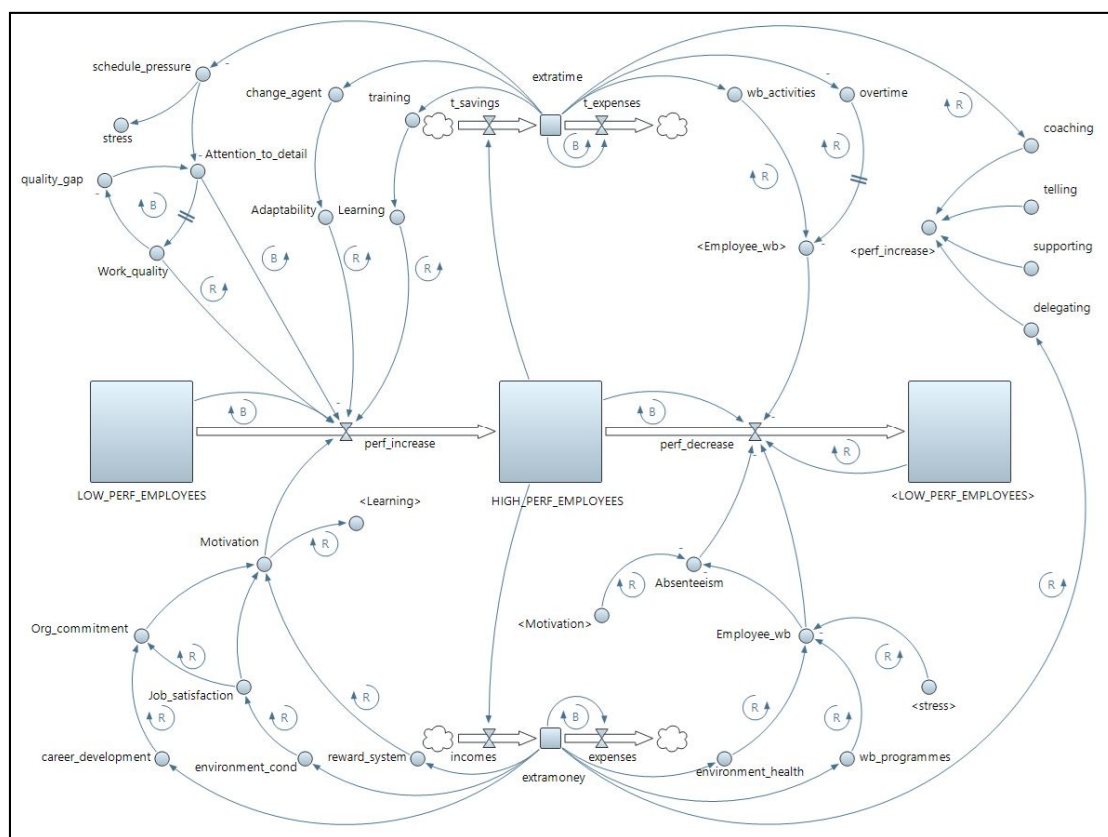 schedule_pressure
extratime
change_agent
training
t_savings
t_expenses
wb_activities
overtime
R
coaching
stress
B
R
Attention_to_detail
telling
quality_gap
R
B
Adaptability
Learning
<Employee_wb>
<perf_increase>
supporting
Work_quality
B
R
R
R
delegating
B
B
perf_increase
perf_decrease
R
LOW_PERF_EMPLOYEES
HIGH_PERF_EMPLOYEES
<LOW_PERF_EMPLOYEES>
<Learning>
Motivation
R
R
Absenteeism
R
Org_commitment
<Motivation>
Employee_wb
R
R
Job_satisfaction
<stress>
R
R
R
B
R
R
career_development
environment_cond
reward_system
incomes
expenses
environment_health
wb_programmes
extramoney